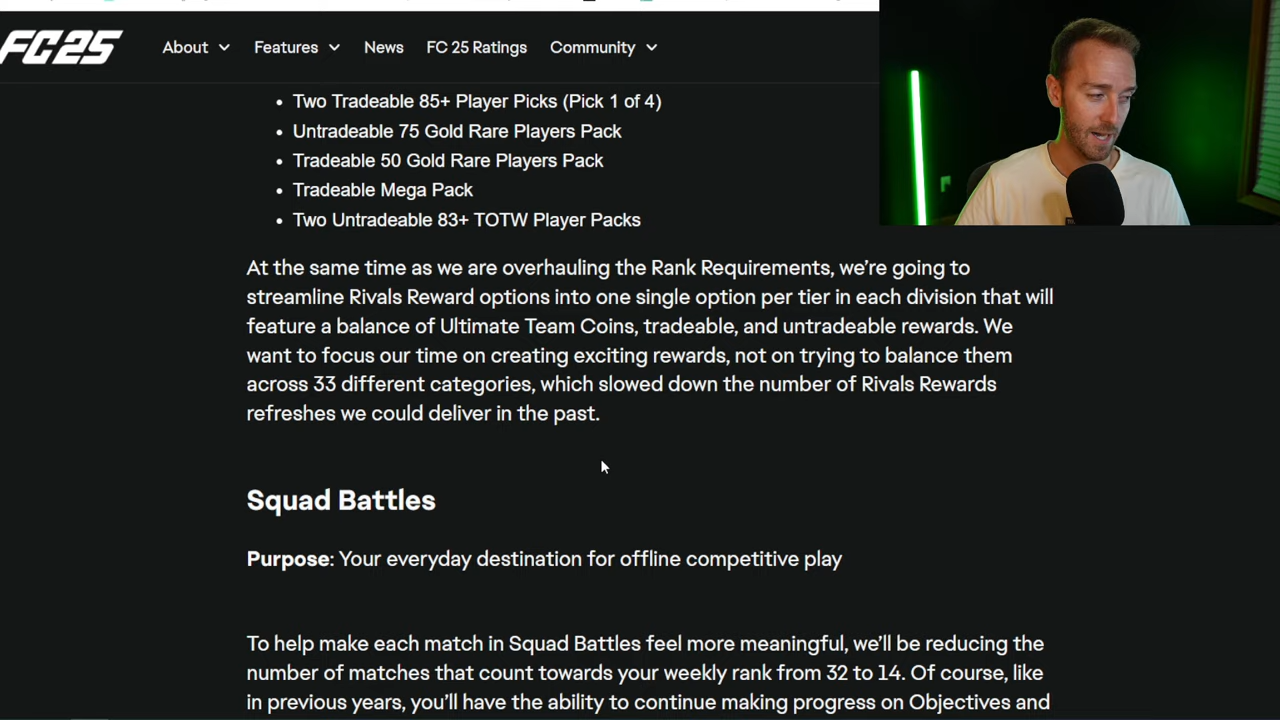 FC25
About
Features
News
FC 25 Ratings
Community
• Two Tradeable 85+ Player Picks (Pick 1 of 4)
• Untradeable 75 Gold Rare Players Pack
• Tradeable 50 Gold Rare Players Pack
• Tradeable Mega Pack
• Two Untradeable 83+ TOTW Player Packs
At the same time as we are overhauling the Rank Requirements, we’re going to
streamline Rivals Reward options into one single option per tier in each division that will
feature a balance of Ultimate Team Coins, tradeable, and untradeable rewards. We
want to focus our time on creating exciting rewards, not on trying to balance them
across 33 different categories, which slowed down the number of Rivals Rewards
refreshes we could deliver in the past.
Squad Battles
Purpose: Your everyday destination for offline competitive play
To help make each match in Squad Battles feel more meaningful, we’ll be reducing the
number of matches that count towards your weekly rank from 32 to 14. Of course, like
in previous years, you’ll have the ability to continue making progress on Objectives and